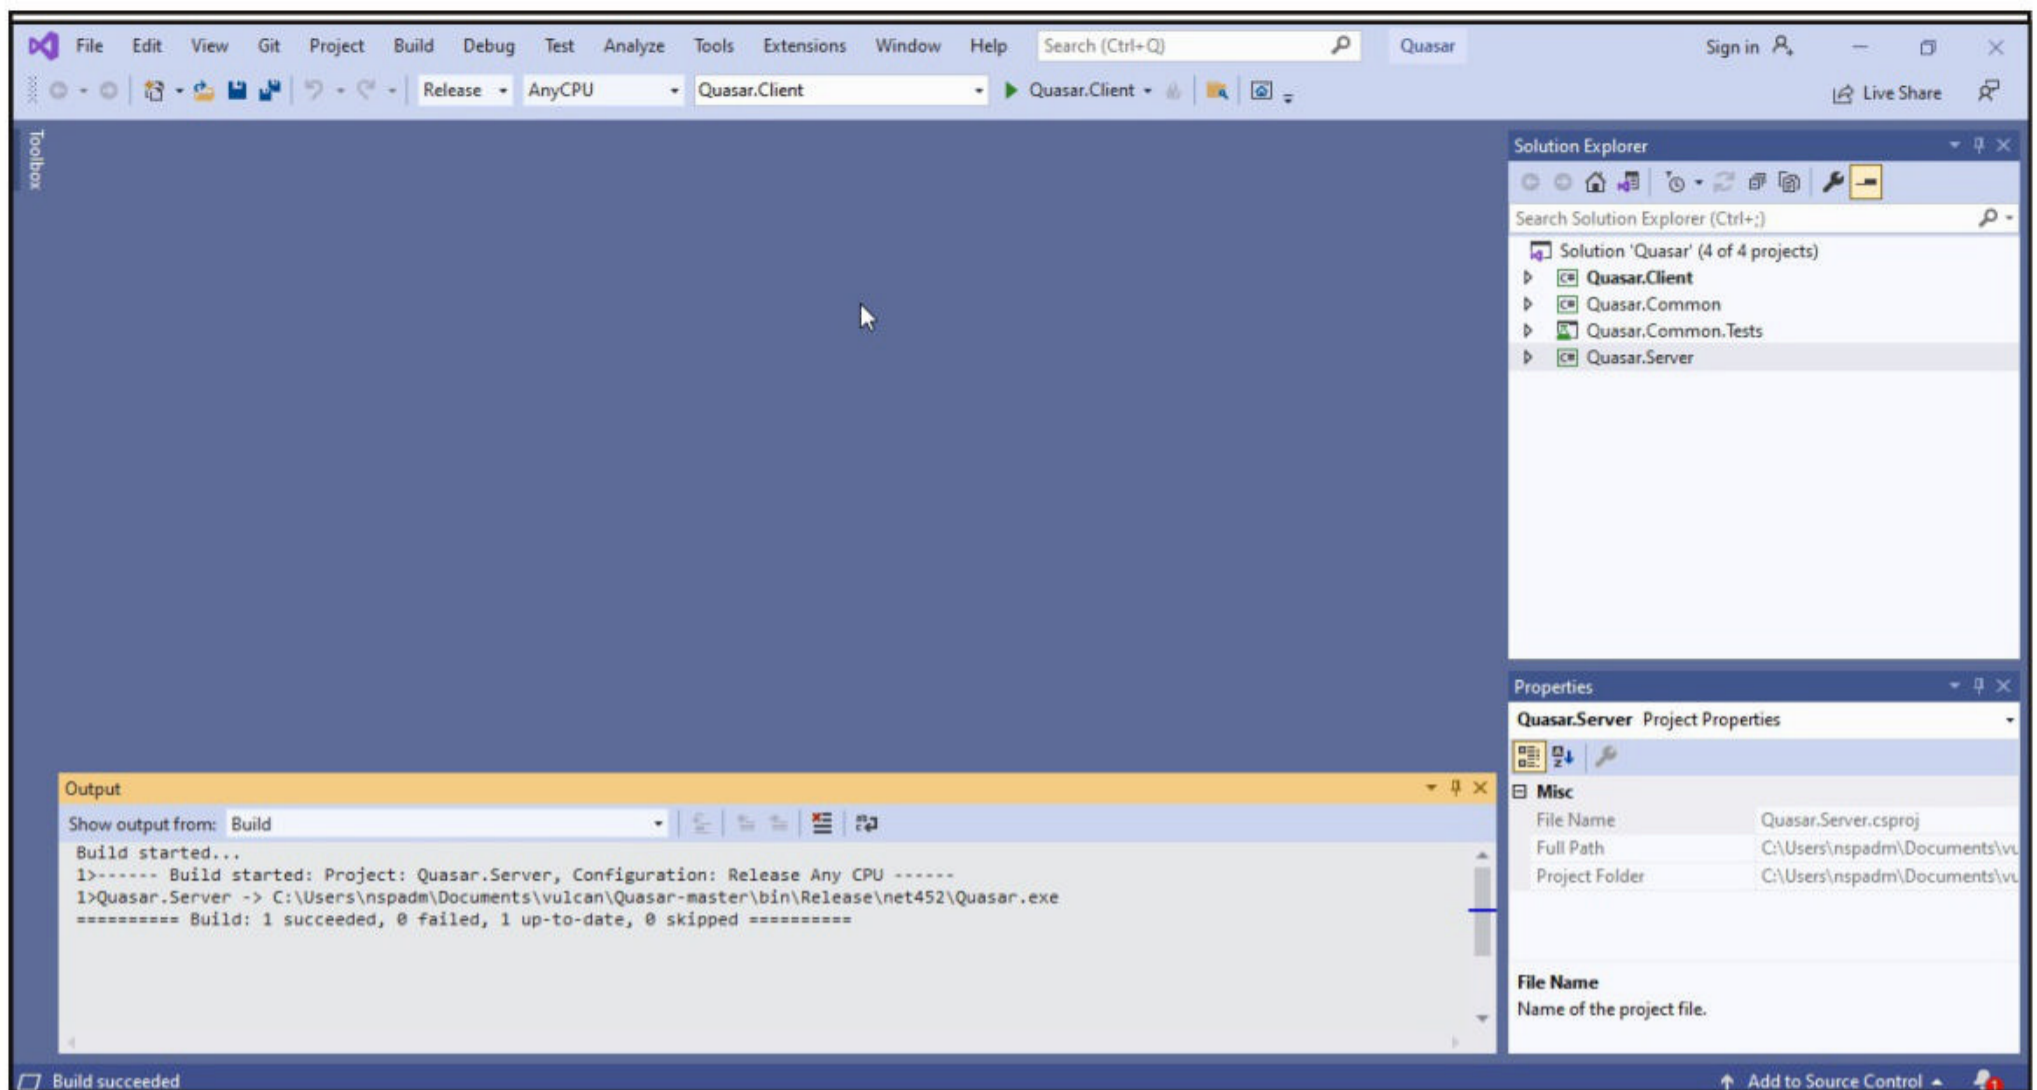 File Edit View Git Project Build Debug Test Analyze Tools Extensions Window Help Search (Ctrl+Q) Quasar Sign in
Release AnyCPU Quasar.Client Quasar.Client Live Share
Toolbox
Solution Explorer
Search Solution Explorer (Ctrl+;)
Solution 'Quasar' (4 of 4 projects)
Quasar.Client
Quasar.Common
Quasar.Common.Tests
Quasar.Server
Properties
Quasar.Server Project Properties
Misc
File Name Quasar.Server.csproj
Full Path C:\Users\nspadm\Documents\vu
Project Folder C:\Users\nspadm\Documents\vu
File Name
Name of the project file.
Output
Show output from: Build
Build started...
1>------ Build started: Project: Quasar.Server, Configuration: Release Any CPU ------
1>Quasar.Server -> C:\Users\nspadm\Documents\vulcan\Quasar-master\bin\Release\net452\Quasar.exe
========== Build: 1 succeeded, 0 failed, 1 up-to-date, 0 skipped ==========
Build succeeded Add to Source Control 1